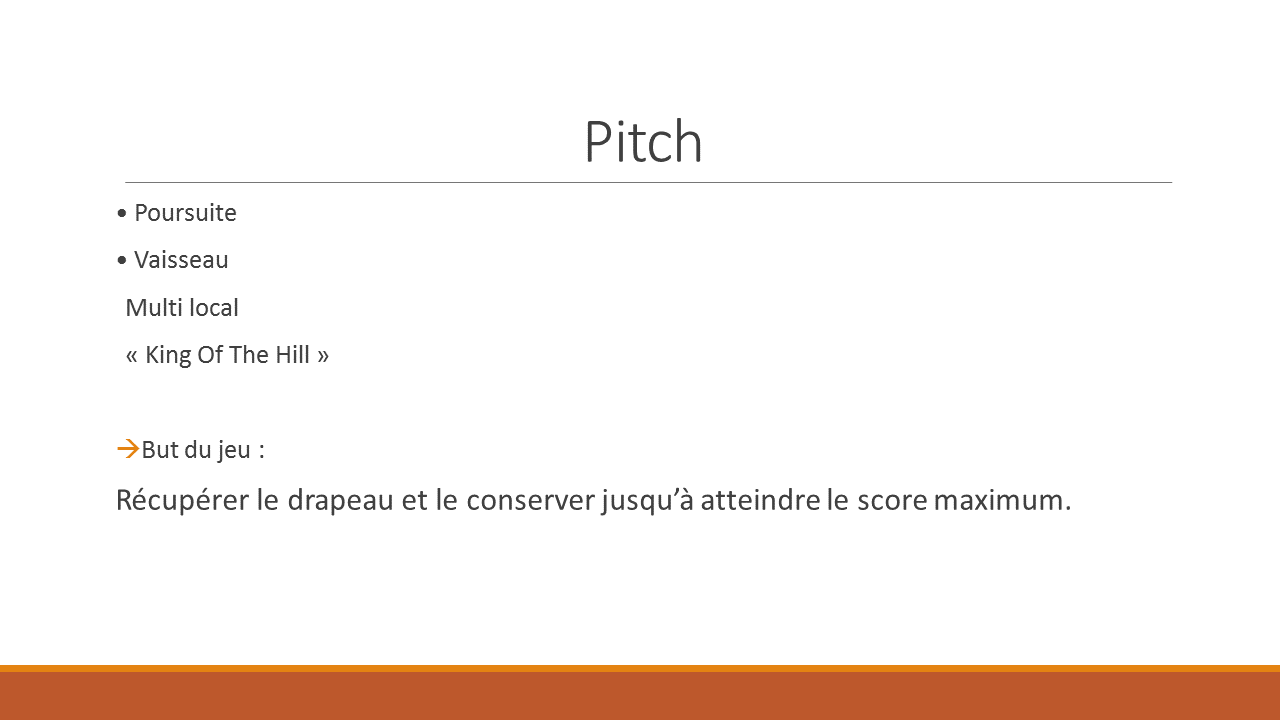 Pitch
• Poursuite
• Vaisseau
Multi local
« King Of The Hill »
→But du jeu :
Récupérer le drapeau et le conserver jusqu’à atteindre le score maximum.